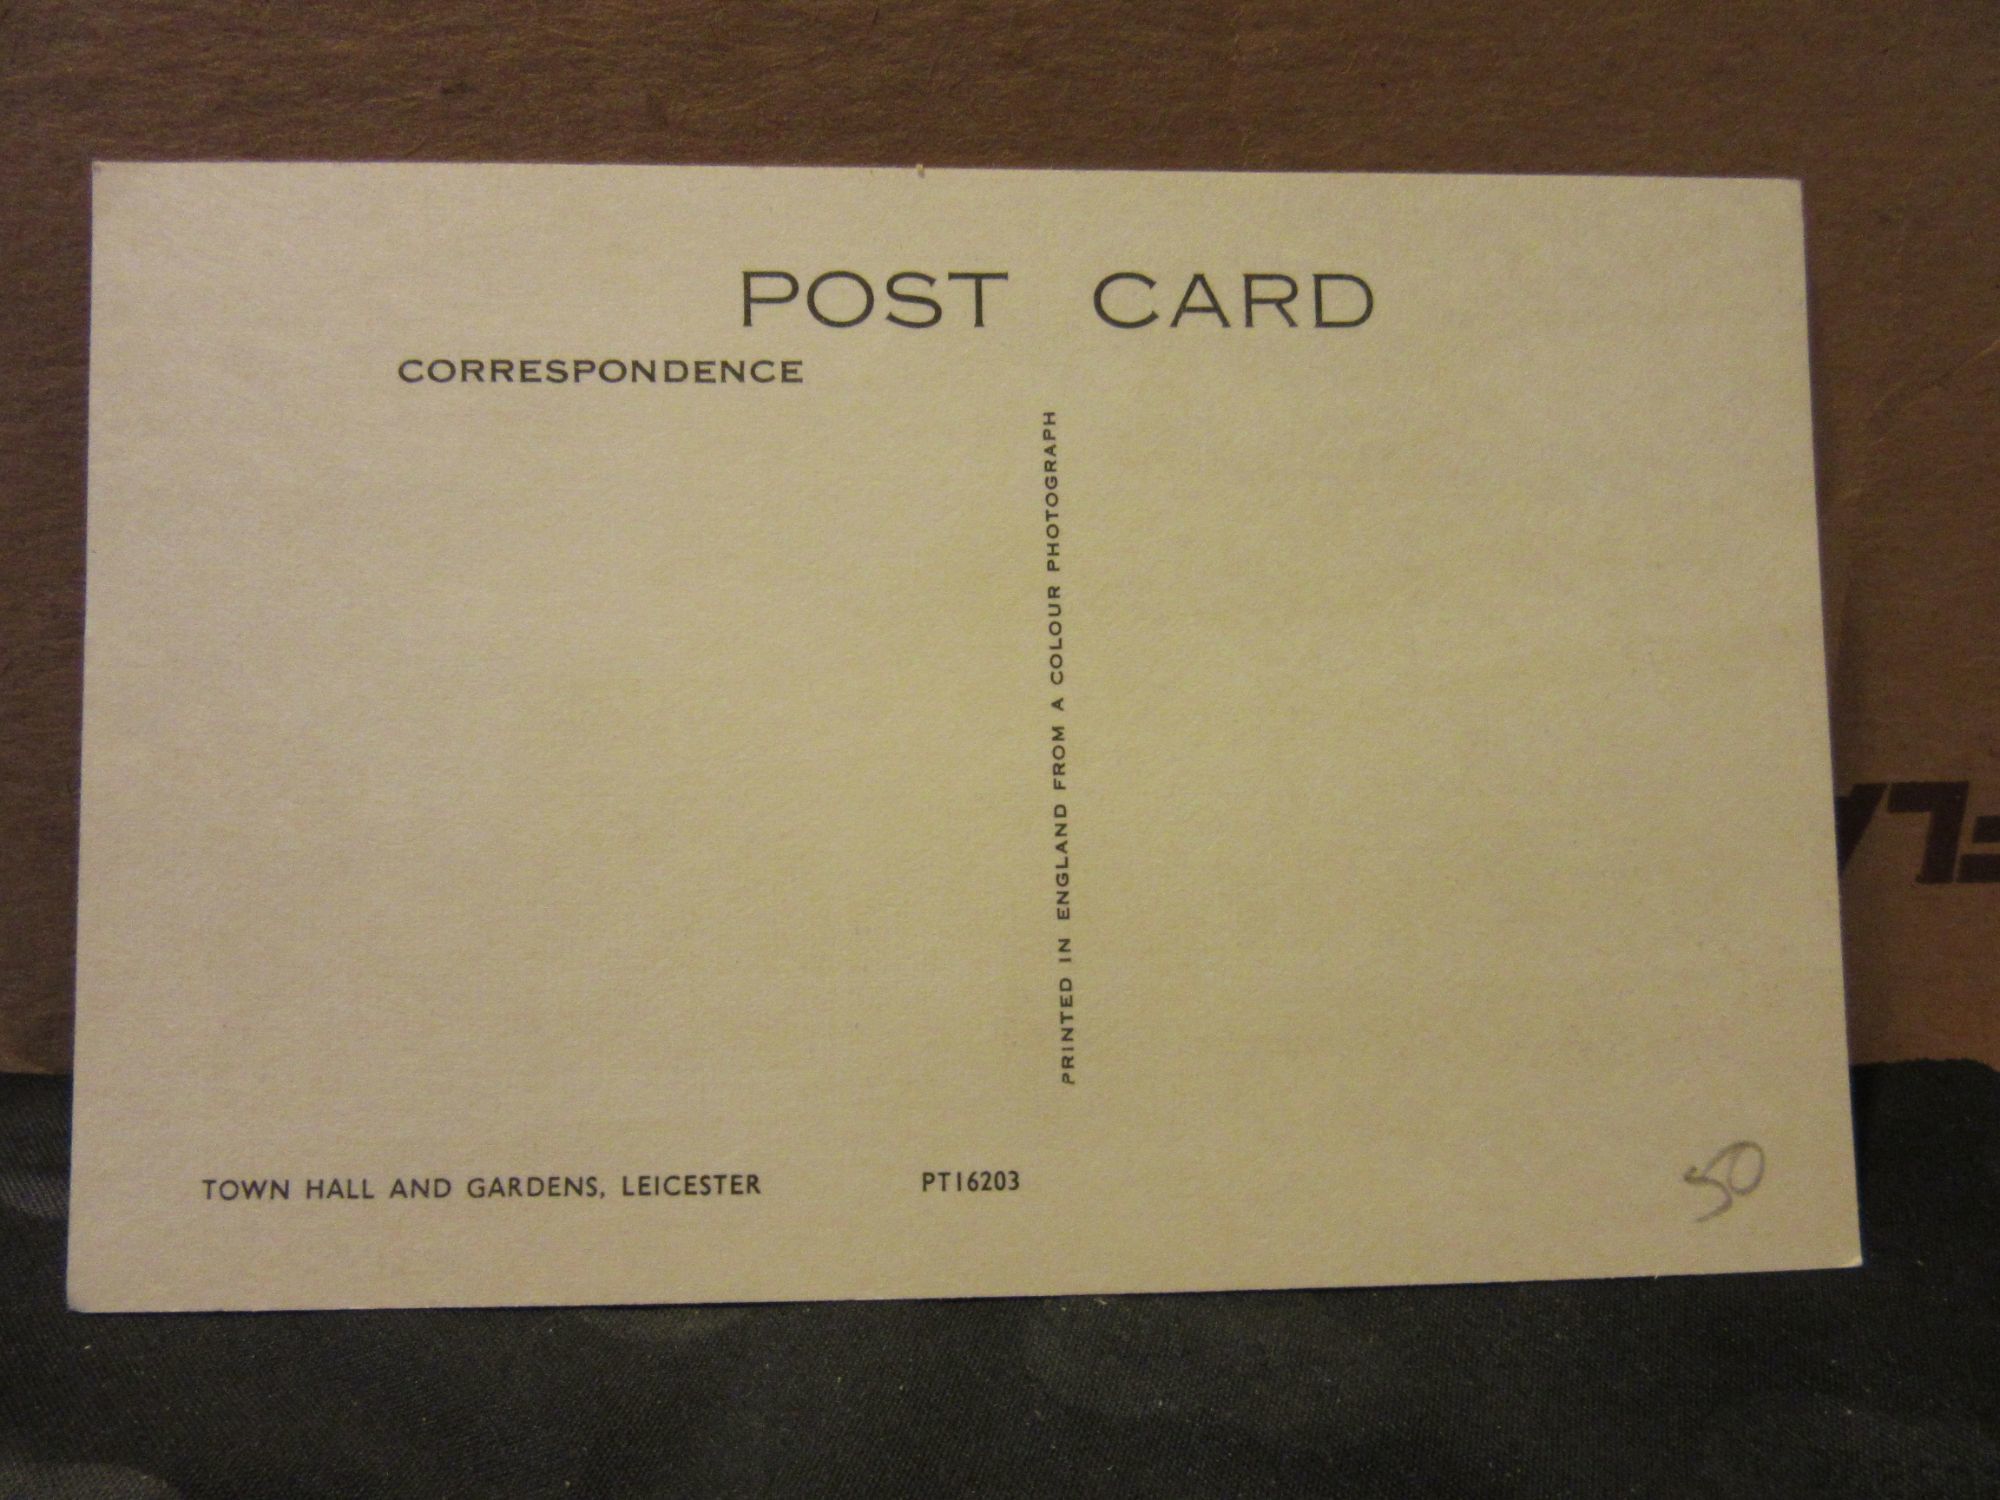 POST CARD
CORRESPONDENCE
PRINTED IN ENGLAND FROM A COLOUR PHOTOGRAPH
TOWN HALL AND GARDENS, LEICESTER
PT16203
50